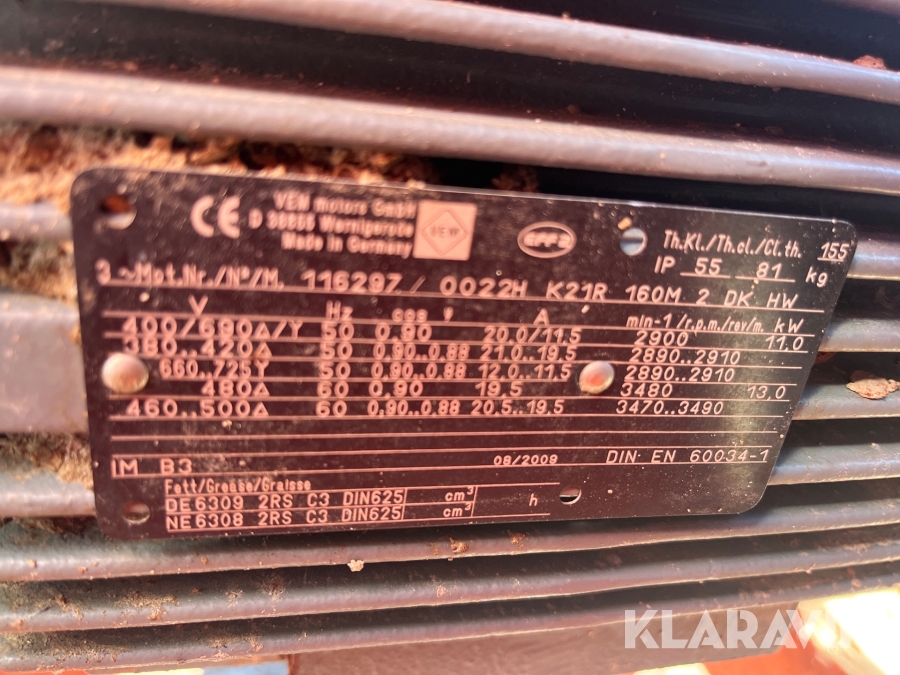 CE
VEM motors GmbH
D 38855 Wernigerode
Made in Germany
VEM
EFF2
Th.Kl./Th.cl./Cl.th. 155
IP 55 81 kg
3~Mot.Nr./N°/M. 116297/0022H K21R 160M 2 DK HW
V Hz cos φ A min-1/r.p.m./rev/m. kW
400/690Δ/Y 50 0,90 20.0/11,5 2900 11,0
380..420Δ 50 0,90..0,88 21,0..19,5 2890..2910
660..725Y 50 0,90..0,88 12,0..11,5 2890..2910
480Δ 60 0,90 19,5 3480 13,0
460..500Δ 60 0,90..0,88 20,5..19,5 3470..3490
IM B3 08/2009 DIN EN 60034-1
Fett/Grease/Graisse
DE 6309 2RS C3 DIN625 cm³ h
NE 6308 2RS C3 DIN625 cm³
KLARAV